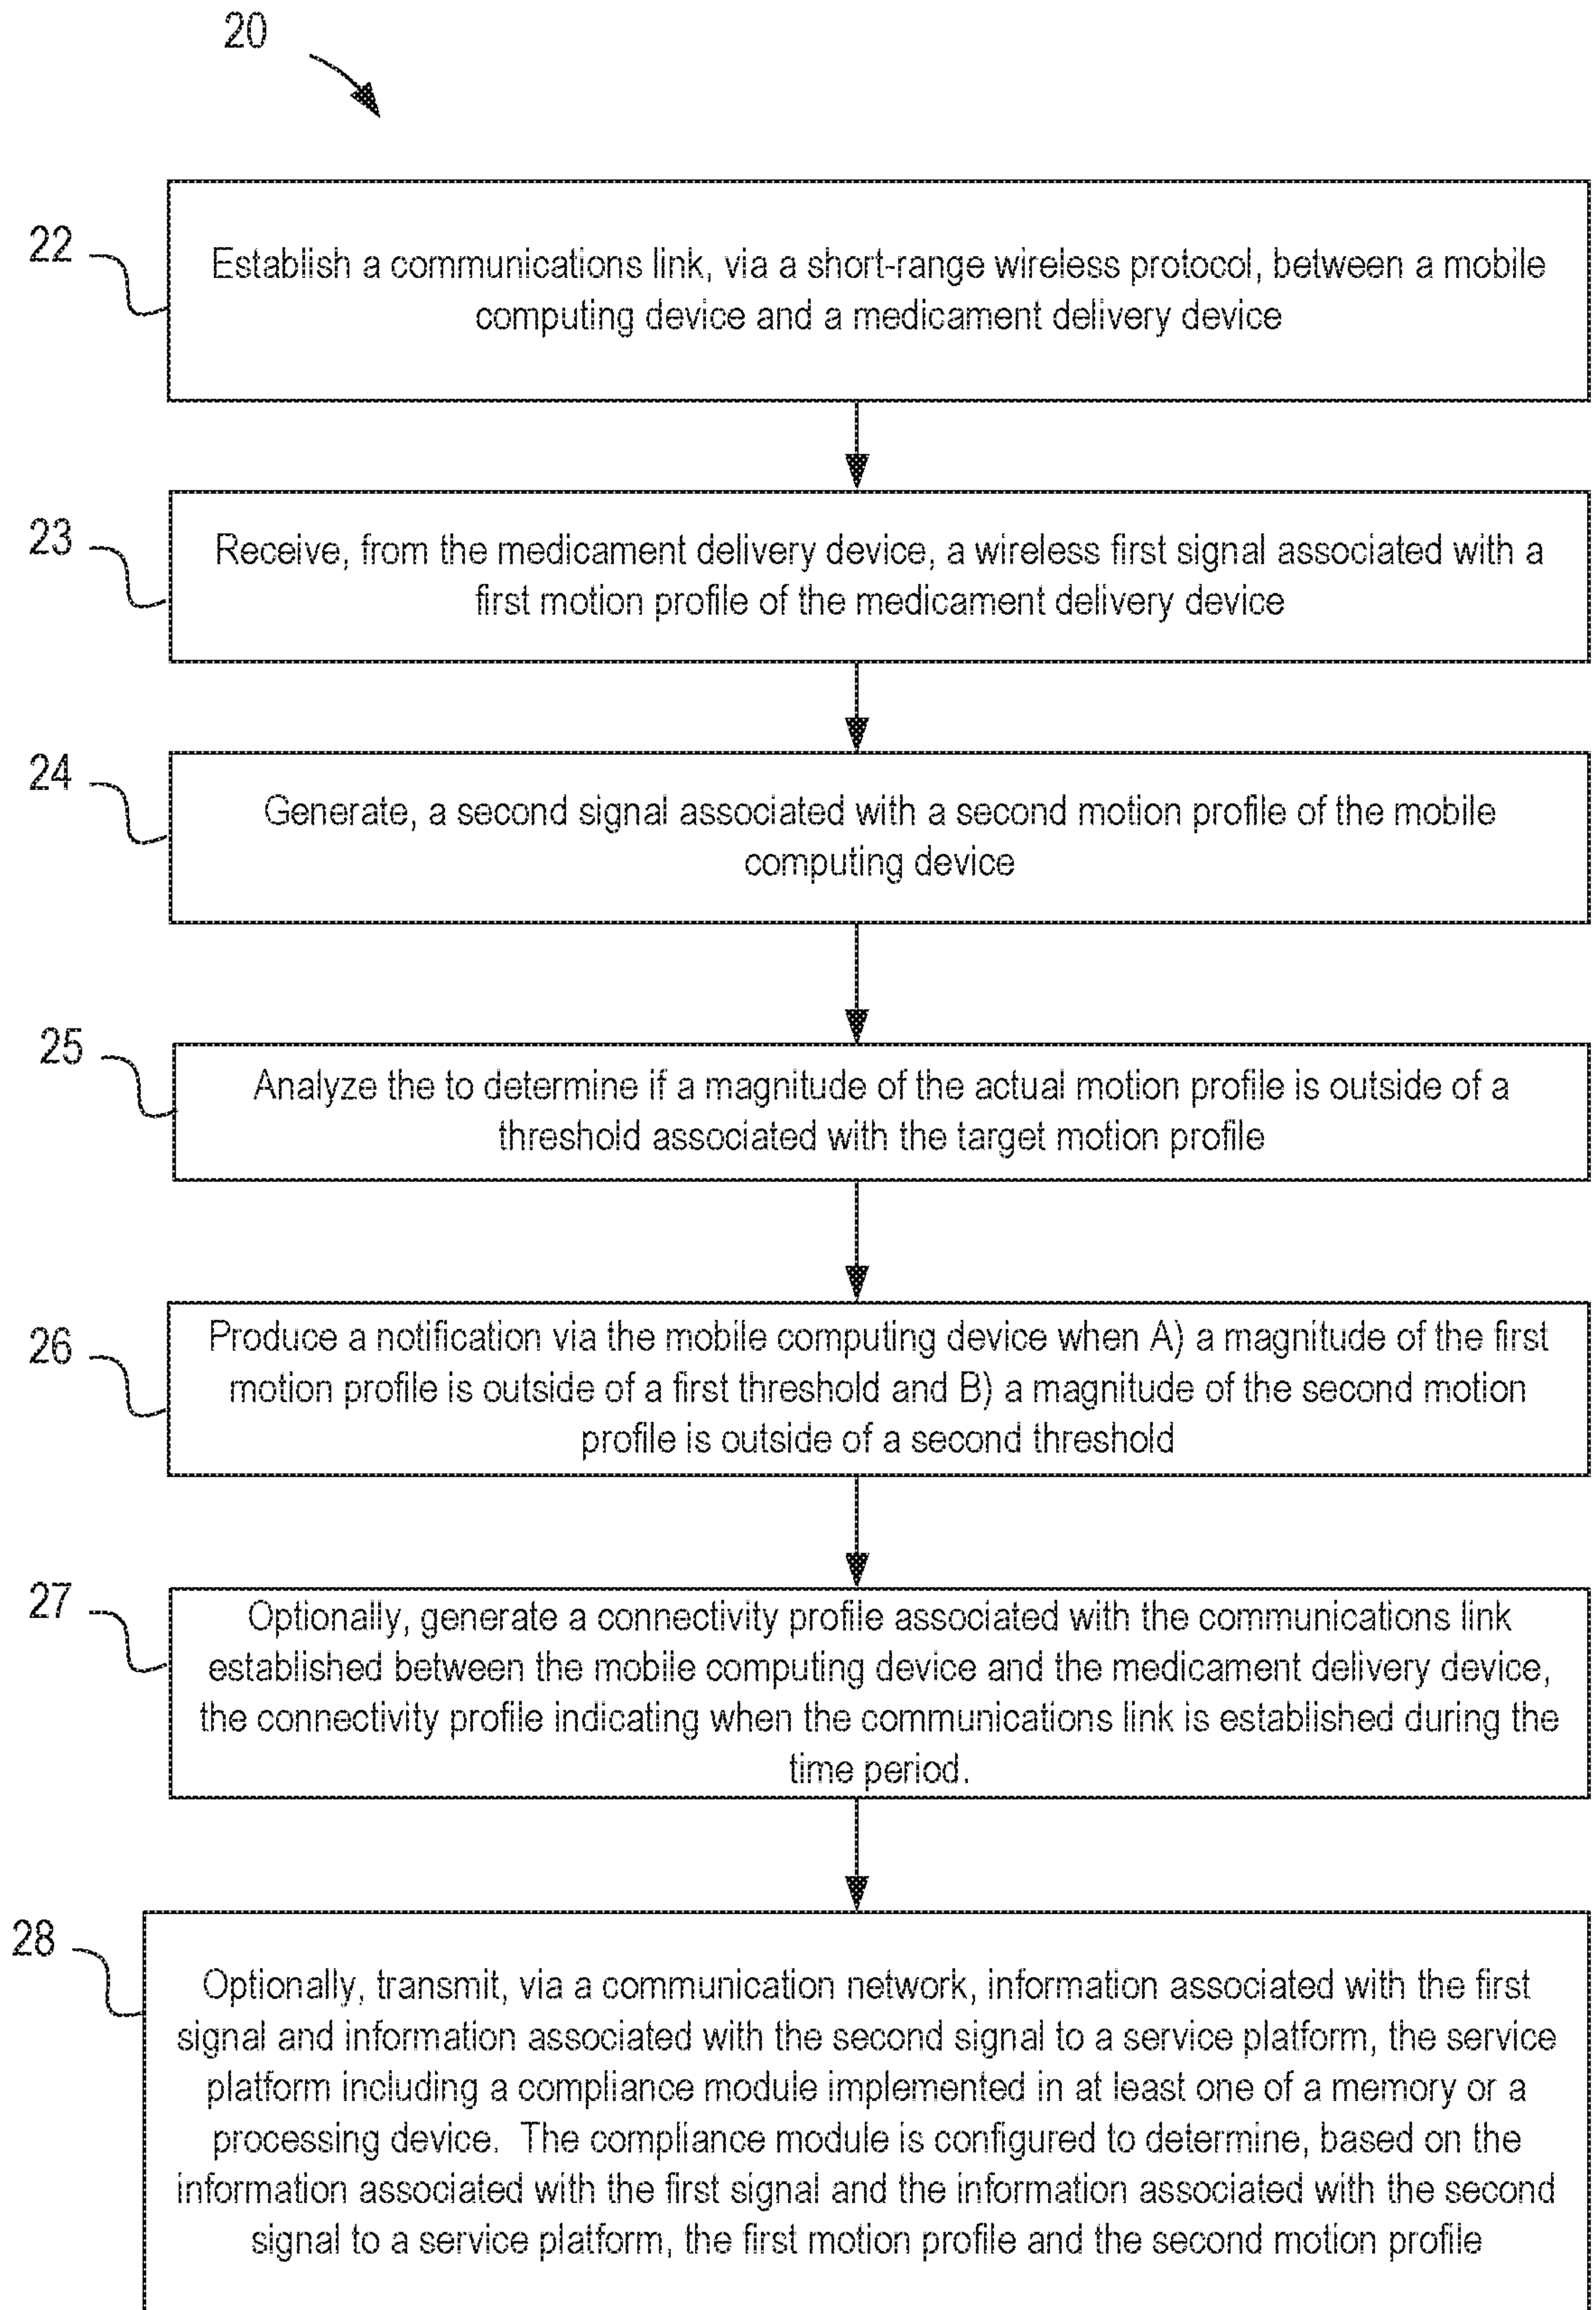 20
22
Establish a communications link, via a short-range wireless protocol, between a mobile
computing device and a medicament delivery device
23
Receive, from the medicament delivery device, a wireless first signal associated with a
first motion profile of the medicament delivery device
24
Generate, a second signal associated with a second motion profile of the mobile
computing device
25
Analyze the to determine if a magnitude of the actual motion profile is outside of a
threshold associated with the target motion profile
26
Produce a notification via the mobile computing device when A) a magnitude of the first
motion profile is outside of a first threshold and B) a magnitude of the second motion
profile is outside of a second threshold
27
Optionally, generate a connectivity profile associated with the communications link
established between the mobile computing device and the medicament delivery device,
the connectivity profile indicating when the communications link is established during the
time period.
28
Optionally, transmit, via a communication network, information associated with the first
signal and information associated with the second signal to a service platform, the service
platform including a compliance module implemented in at least one of a memory or a
processing device. The compliance module is configured to determine, based on the
information associated with the first signal and the information associated with the second
signal to a service platform, the first motion profile and the second motion profile